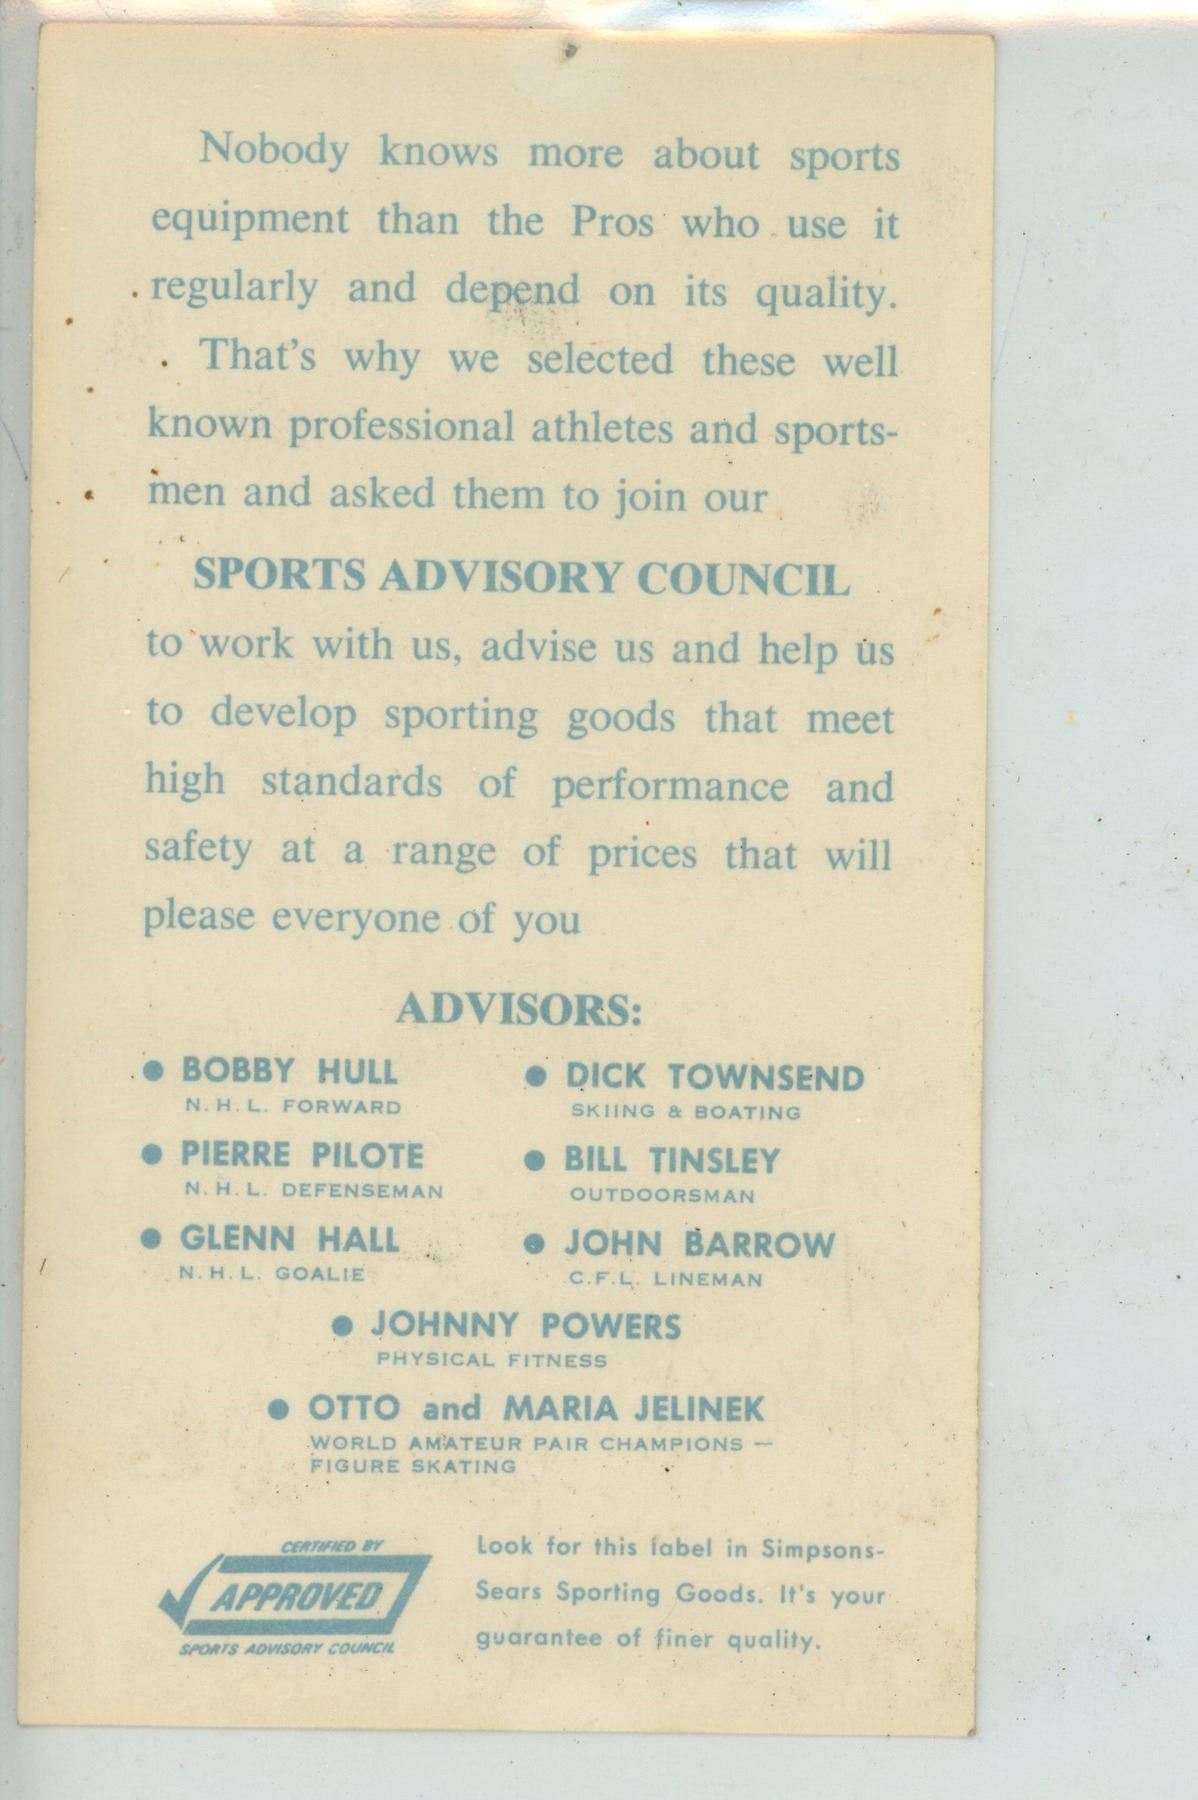 Nobody knows more about sports
equipment than the Pros who use it
regularly and depend on its quality.
That's why we selected these well
known professional athletes and sports-
men and asked them to join our
SPORTS ADVISORY COUNCIL
to work with us, advise us and help us
to develop sporting goods that meet
high standards of performance and
safety at a range of prices that will
please everyone of you
ADVISORS:
• BOBBY HULL
N.H.L. FORWARD
• DICK TOWNSEND
SKIING & BOATING
• PIERRE PILOTE
N.H.L. DEFENSEMAN
• BILL TINSLEY
OUTDOORSMAN
• GLENN HALL
N.H.L. GOALIE
• JOHN BARROW
C.F.L. LINEMAN
• JOHNNY POWERS
PHYSICAL FITNESS
• OTTO and MARIA JELINEK
WORLD AMATEUR PAIR CHAMPIONS —
FIGURE SKATING
CERTIFIED BY
APPROVED
SPORTS ADVISORY COUNCIL
Look for this label in Simpsons-
Sears Sporting Goods. It's your
guarantee of finer quality.